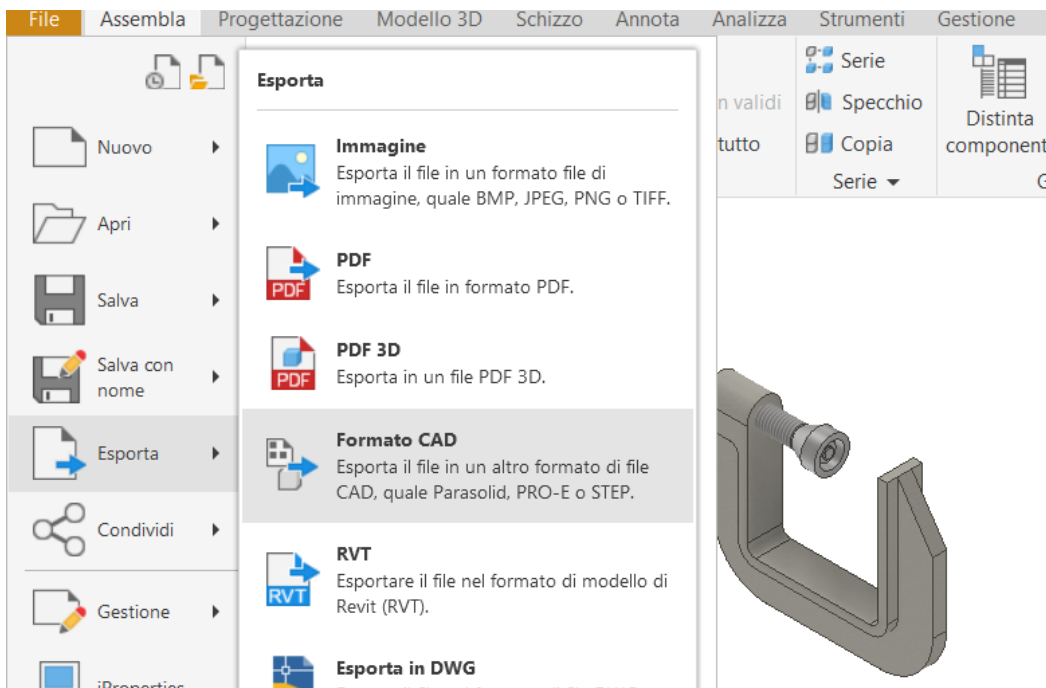 File Assembla Progettazione Modello 3D Schizzo Annota Analizza Strumenti Gestione
Nuovo
Apri
Salva
Salva con
nome
Esporta
Condividi
Gestione
iProperties
Esporta
Immagine
Esporta il file in un formato file di
immagine, quale BMP, JPEG, PNG o TIFF.
PDF
PDF
Esporta il file in formato PDF.
PDF
PDF 3D
Esporta in un file PDF 3D.
Formato CAD
Esporta il file in un altro formato di file
CAD, quale Parasolid, PRO-E o STEP.
RVT
RVT
Esportare il file nel formato di modello di
Revit (RVT).
Esporta in DWG
n validi
tutto
Serie
Specchio
Copia
Serie
Distinta
component
G